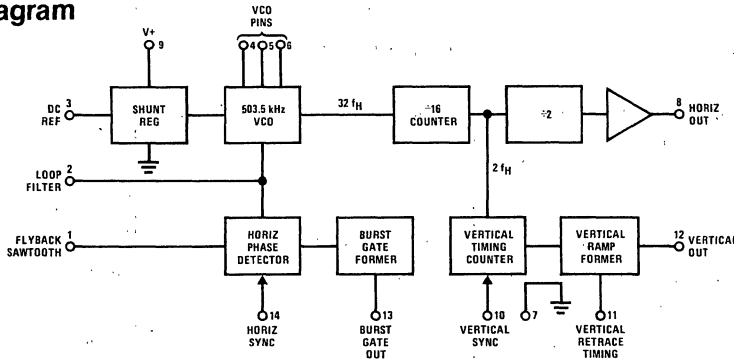 agram
VCO
PINS
V+
9
4
5
6
DC
REF
3
SHUNT
REG
503.5 kHz
VCO
32 fH
÷16
COUNTER
÷2
8
HORIZ
OUT
LOOP
FILTER
2
2 fH
FLYBACK
SAWTOOTH
1
HORIZ
PHASE
DETECTOR
BURST
GATE
FORMER
VERTICAL
TIMING
COUNTER
VERTICAL
RAMP
FORMER
12
VERTICAL
OUT
14
HORIZ
SYNC
13
BURST
GATE
OUT
10
VERTICAL
SYNC
7
11
VERTICAL
RETRACE
TIMING